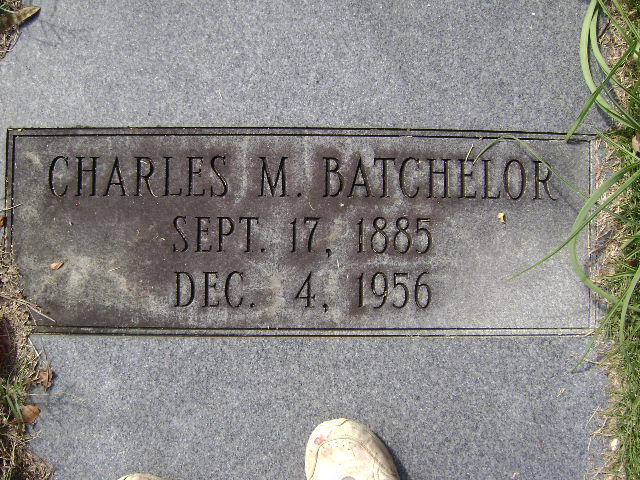 CHARLES M. BATCHELOR
SEPT. 17, 1885
DEC. 4, 1956